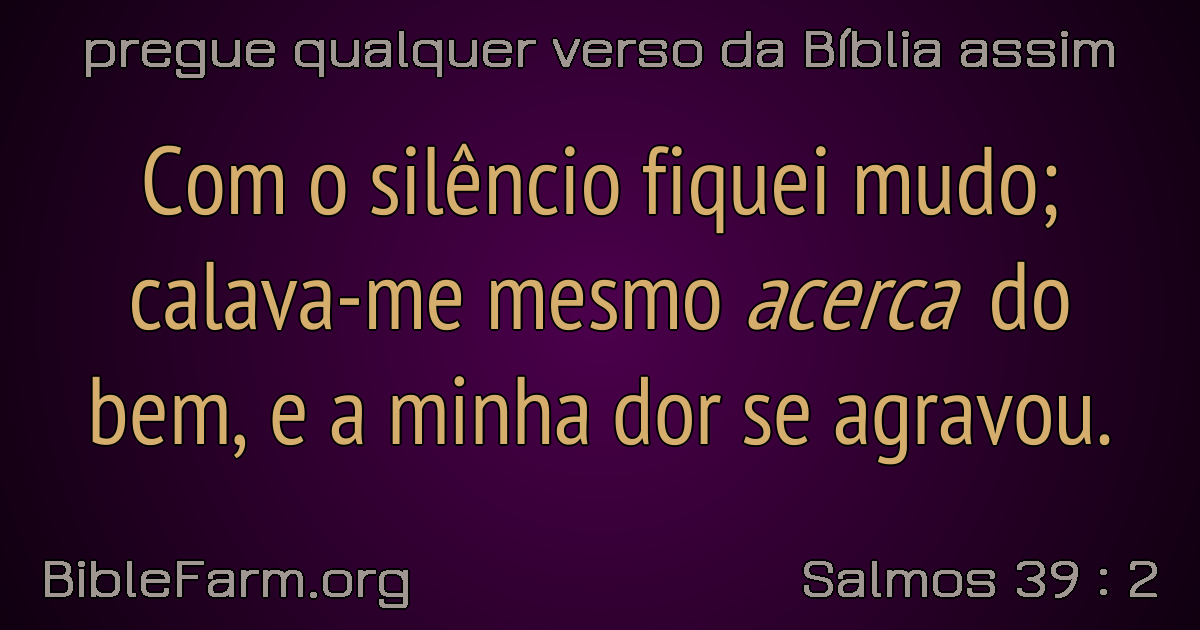 pregue qualquer verso da Bíblia assim
Com o silêncio fiquei mudo;
calava-me mesmo acerca do
bem, e a minha dor se agravou.
BibleFarm.org
Salmos 39 : 2